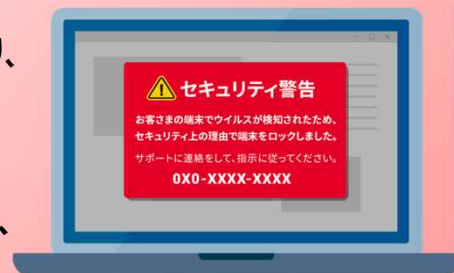 り、
セキュリティ警告
お客さまの端末でウイルスが検知されたため、
セキュリティ上の理由で端末をロックしました。
サポートに連絡をして、指示に従ってください。
0X0-XXXX-XXXX
、